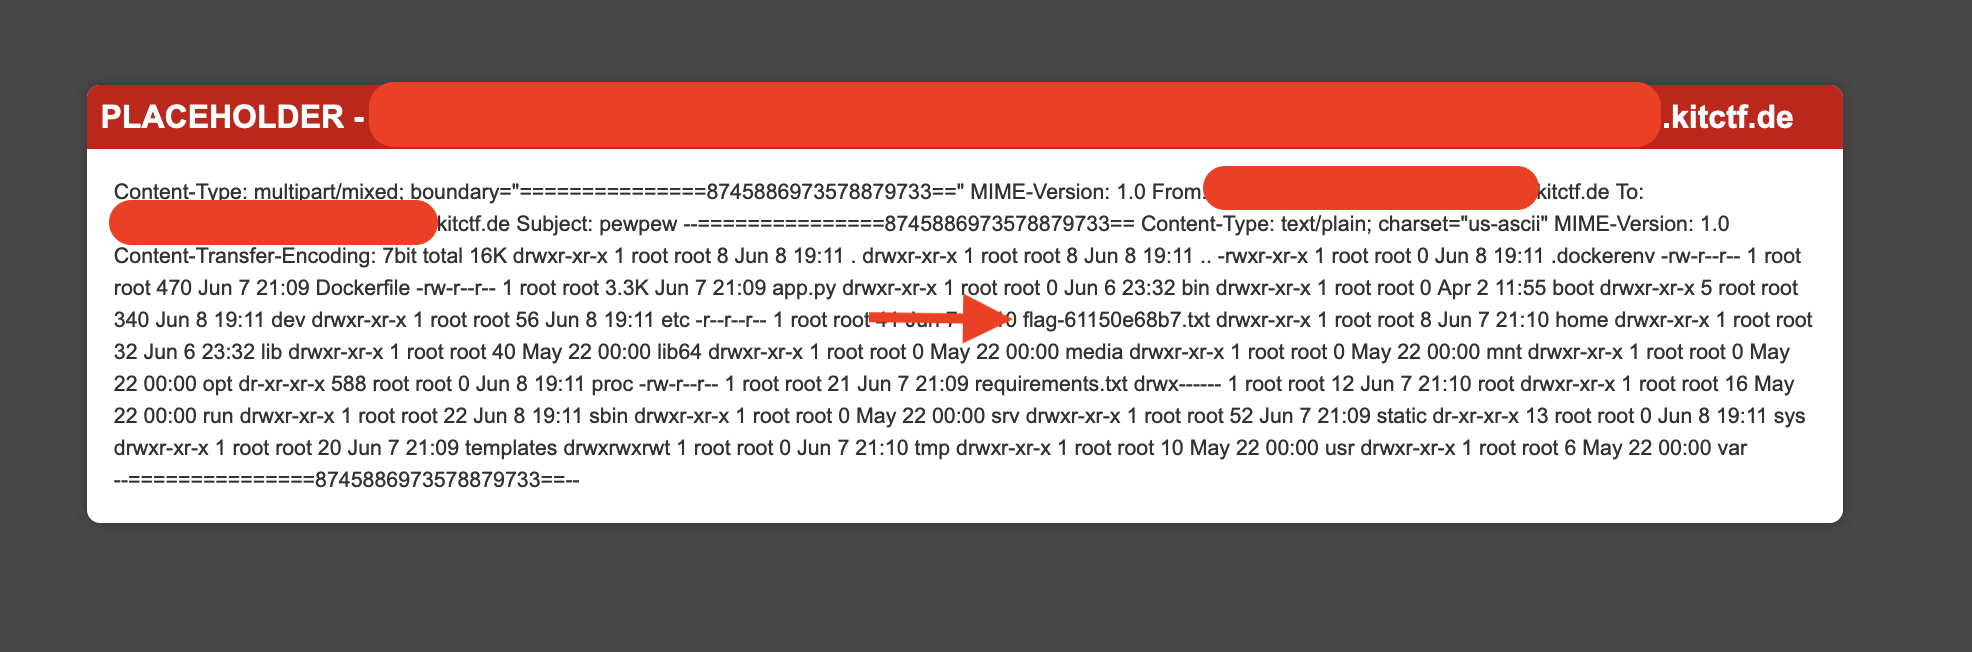 PLACEHOLDER - .kitctf.de
Content-Type: multipart/mixed; boundary="===============8745886973578879733==" MIME-Version: 1.0 From: kitctf.de To:
kitctf.de Subject: pewpew --===============8745886973578879733== Content-Type: text/plain; charset="us-ascii" MIME-Version: 1.0
Content-Transfer-Encoding: 7bit total 16K drwxr-xr-x 1 root root 8 Jun 8 19:11 . drwxr-xr-x 1 root root 8 Jun 8 19:11 .. -rwxr-xr-x 1 root root 0 Jun 8 19:11 .dockerenv -rw-r--r-- 1 root
root 470 Jun 7 21:09 Dockerfile -rw-r--r-- 1 root root 3.3K Jun 7 21:09 app.py drwxr-xr-x 1 root root 0 Jun 6 23:32 bin drwxr-xr-x 1 root root 0 Apr 2 11:55 boot drwxr-xr-x 5 root root
340 Jun 8 19:11 dev drwxr-xr-x 1 root root 56 Jun 8 19:11 etc -r--r--r-- 1 root root Jun 7 flag-61150e68b7.txt drwxr-xr-x 1 root root 8 Jun 7 21:10 home drwxr-xr-x 1 root root
32 Jun 6 23:32 lib drwxr-xr-x 1 root root 40 May 22 00:00 lib64 drwxr-xr-x 1 root root 0 May 22 00:00 media drwxr-xr-x 1 root root 0 May 22 00:00 mnt drwxr-xr-x 1 root root 0 May
22 00:00 opt dr-xr-xr-x 588 root root 0 Jun 8 19:11 proc -rw-r--r-- 1 root root 21 Jun 7 21:09 requirements.txt drwx------ 1 root root 12 Jun 7 21:10 root drwxr-xr-x 1 root root 16 May
22 00:00 run drwxr-xr-x 1 root root 22 Jun 8 19:11 sbin drwxr-xr-x 1 root root 0 May 22 00:00 srv drwxr-xr-x 1 root root 52 Jun 7 21:09 static dr-xr-xr-x 13 root root 0 Jun 8 19:11 sys
drwxr-xr-x 1 root root 20 Jun 7 21:09 templates drwxrwxrwt 1 root root 0 Jun 7 21:10 tmp drwxr-xr-x 1 root root 10 May 22 00:00 usr drwxr-xr-x 1 root root 6 May 22 00:00 var
--===============8745886973578879733==--